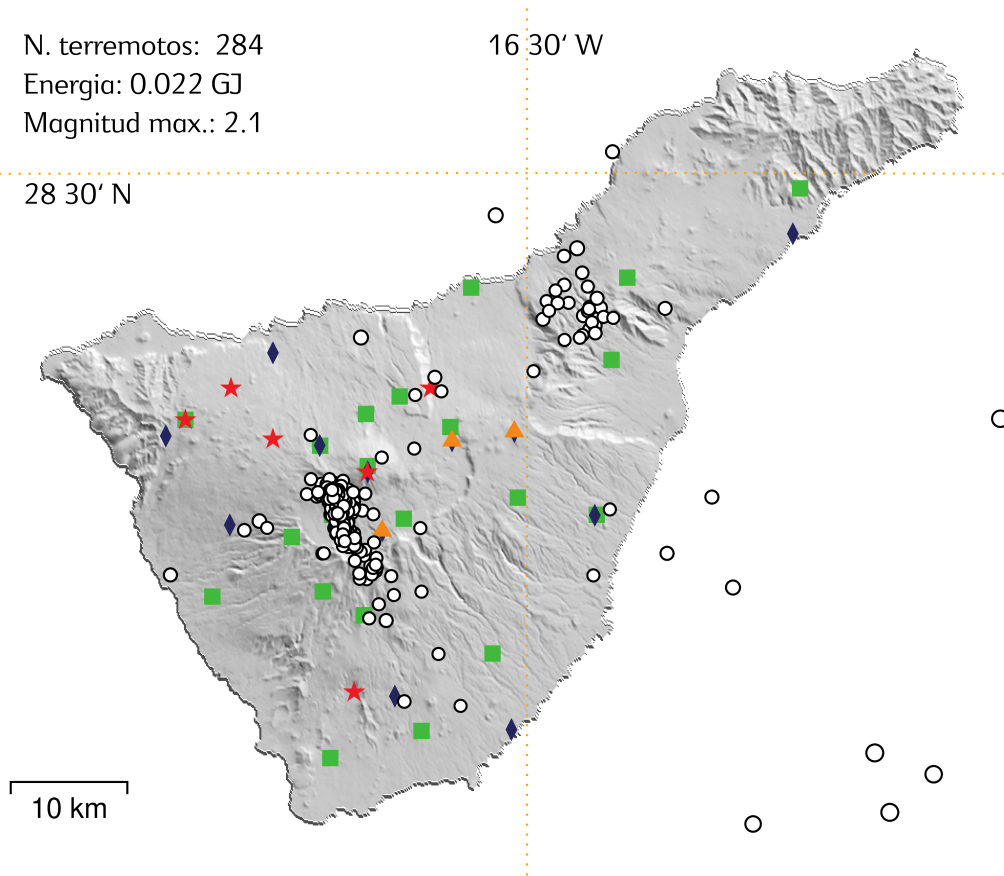 N. terremotos:  284
16 30‘ W
Energia: 0.022 GJ
Magnitud max.: 2.1
28 30‘ N
10 km